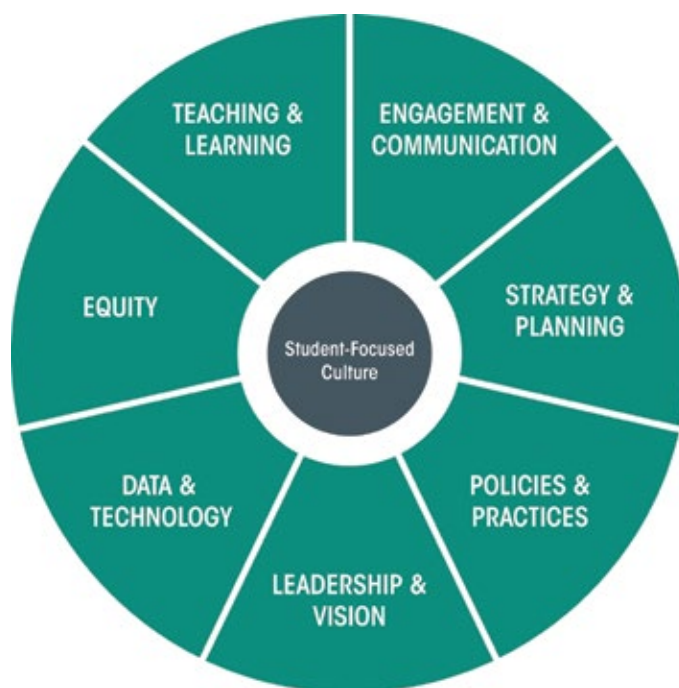 TEACHING &
LEARNING
ENGAGEMENT &
COMMUNICATION
EQUITY
STRATEGY &
PLANNING
Student-Focused
Culture
DATA &
TECHNOLOGY
POLICIES &
PRACTICES
LEADERSHIP &
VISION